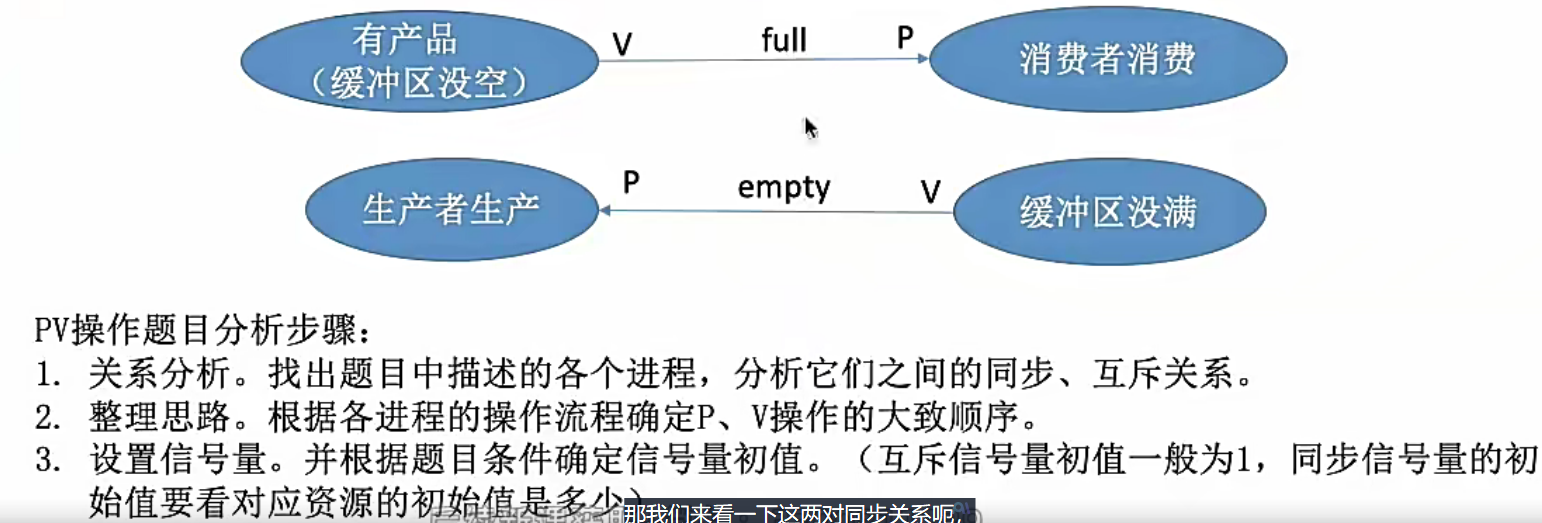 有产品
（缓冲区没空）
V full P
消费者消费
生产者生产
P empty V
缓冲区没满
PV操作题目分析步骤：
1. 关系分析。找出题目中描述的各个进程，分析它们之间的同步、互斥关系。
2. 整理思路。根据各进程的操作流程确定P、V操作的大致顺序。
3. 设置信号量。并根据题目条件确定信号量初值。（互斥信号量初值一般为1，同步信号量的初
始值要看对应资源的初始值是多少）
那我们来看一下这两对同步关系呃，